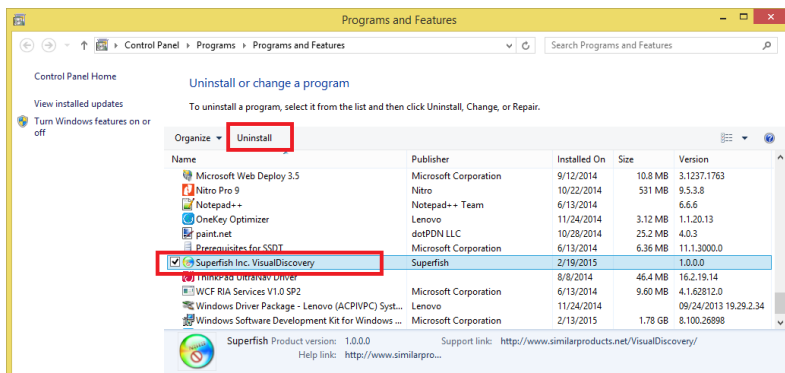 Programs and Features
Control Panel Programs Programs and Features Search Programs and Features
Control Panel Home
Uninstall or change a program
View installed updates
To uninstall a program, select it from the list and then click Uninstall, Change, or Repair.
Turn Windows features on or off
Organize Uninstall
Name Publisher Installed On Size Version
Microsoft Web Deploy 3.5 Microsoft Corporation 9/12/2014 10.8 MB 3.1237.1763
Nitro Pro 9 Nitro 10/22/2014 531 MB 9.5.3.8
Notepad++ Notepad++ Team 6/13/2014 6.6.6
OneKey Optimizer Lenovo 11/24/2014 3.12 MB 1.1.20.13
paint.net dotPDN LLC 10/28/2014 25.2 MB 4.0.3
Prerequisites for SSDT Microsoft Corporation 6/13/2014 6.36 MB 11.1.3000.0
Superfish Inc. VisualDiscovery Superfish 2/19/2015 1.0.0.0
ThinkPad UltraNav Driver 8/8/2014 46.4 MB 16.2.19.14
WCF RIA Services V1.0 SP2 Microsoft Corporation 6/13/2014 9.60 MB 4.1.62812.0
Windows Driver Package - Lenovo (ACPIVPC) Syst... Lenovo 11/24/2014 09/24/2013 19.29.2.34
Windows Software Development Kit for Windows ... Microsoft Corporation 2/13/2015 1.78 GB 8.100.26898
Superfish Product version: 1.0.0.0 Support link: http://www.similarproducts.net/VisualDiscovery/
Help link: http://www.similarpro...